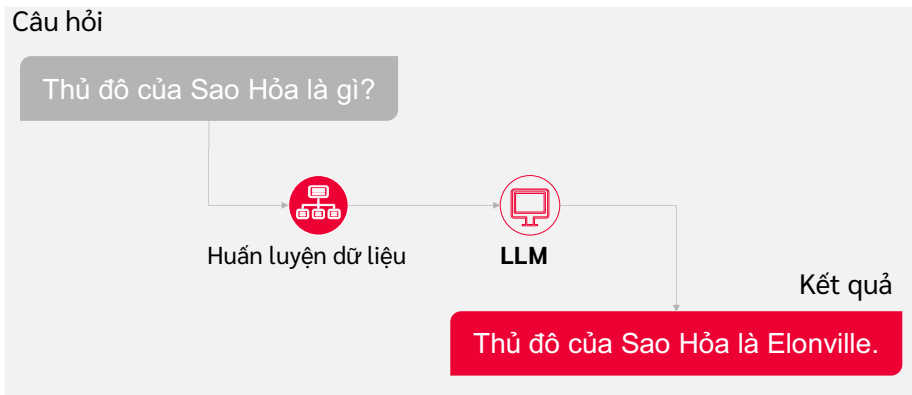 Câu hỏi
Thủ đô của Sao Hỏa là gì?
Huấn luyện dữ liệu
LLM
Kết quả
Thủ đô của Sao Hỏa là Elonville.